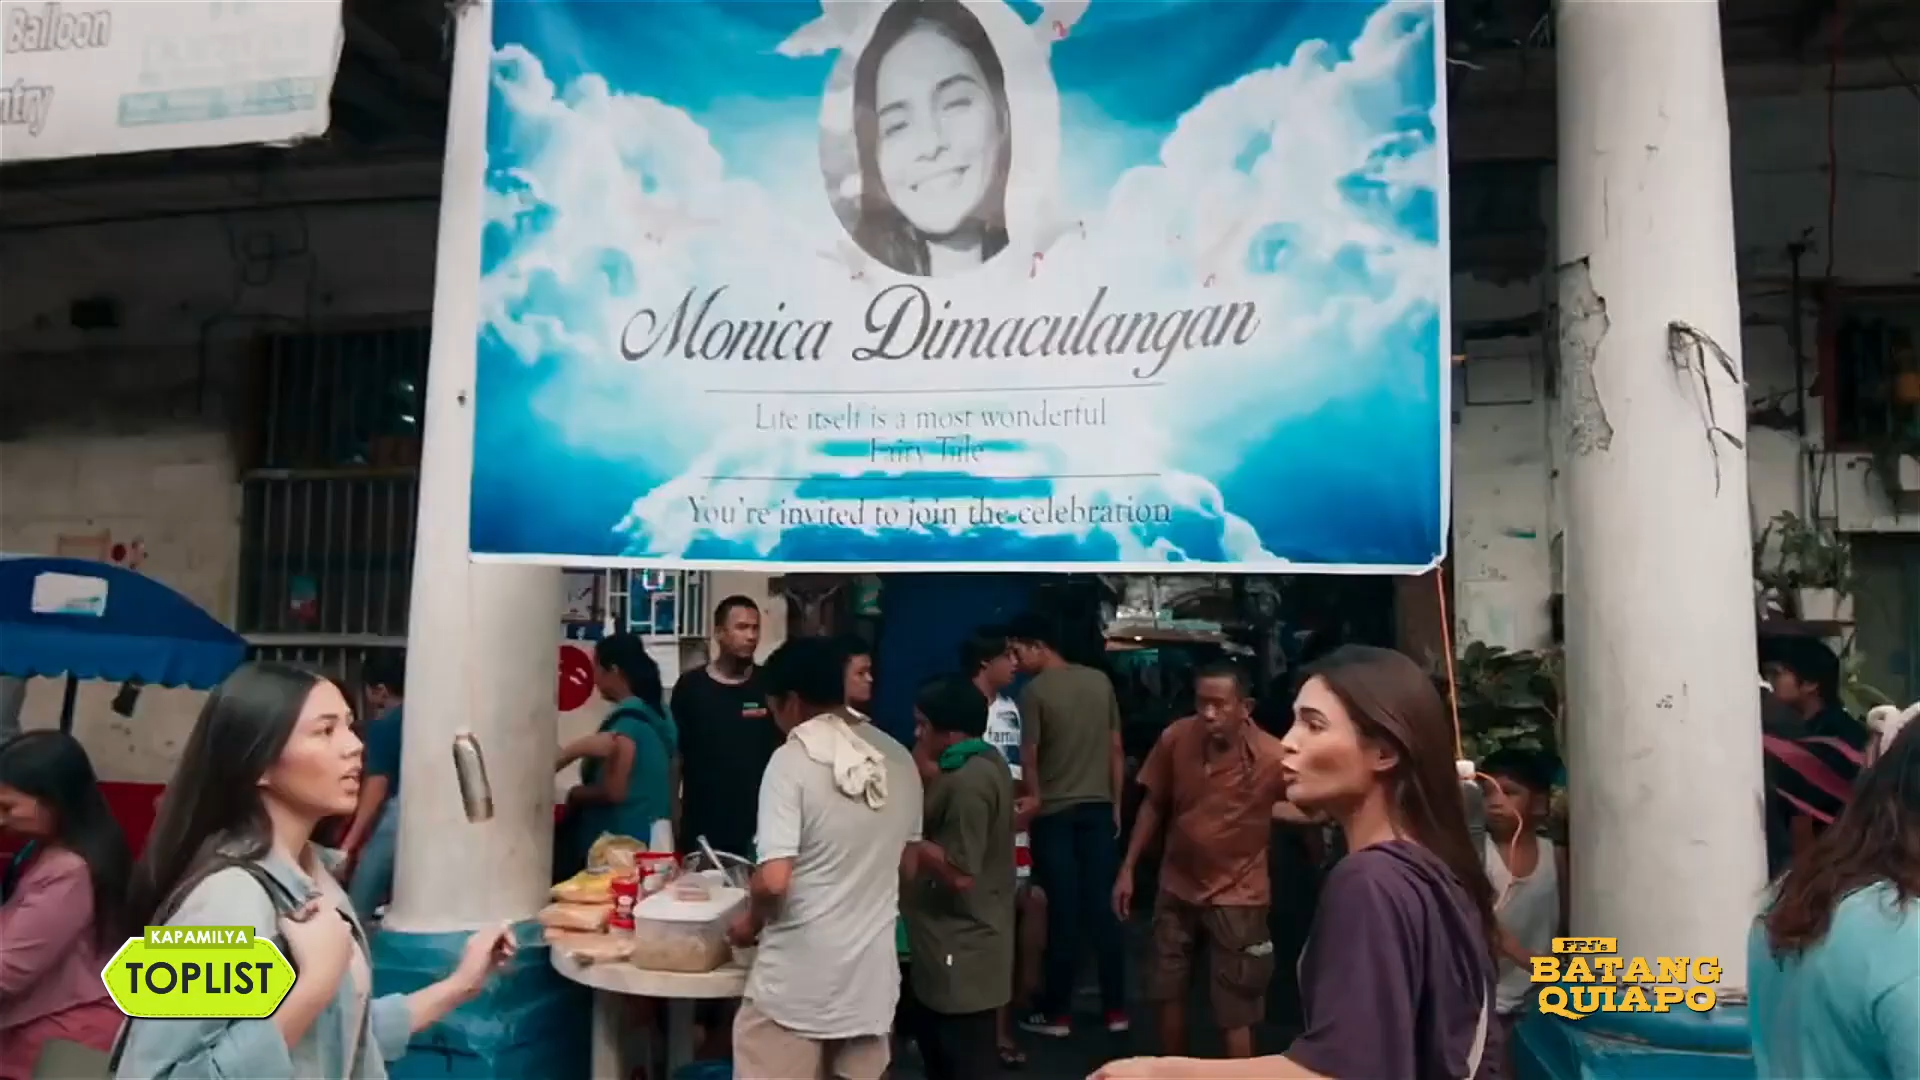 Balloon
ntry
Monica Dimaculangan
Life itself is a most wonderful
Fairy Tale
You're invited to join the celebration
KAPAMILYA
TOPLIST
FPJ's
BATANG
QUIAPO